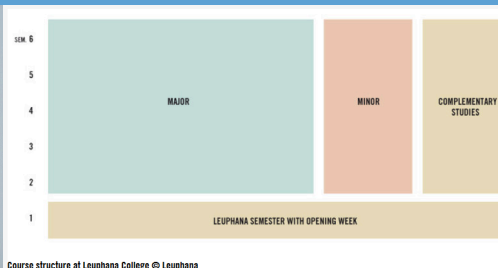 SEM. 6
5
4
3
2
1
MAJOR
MINOR
COMPLEMENTARY
STUDIES
LEUPHANA SEMESTER WITH OPENING WEEK
Course structure at Leuphana College © Leuphana